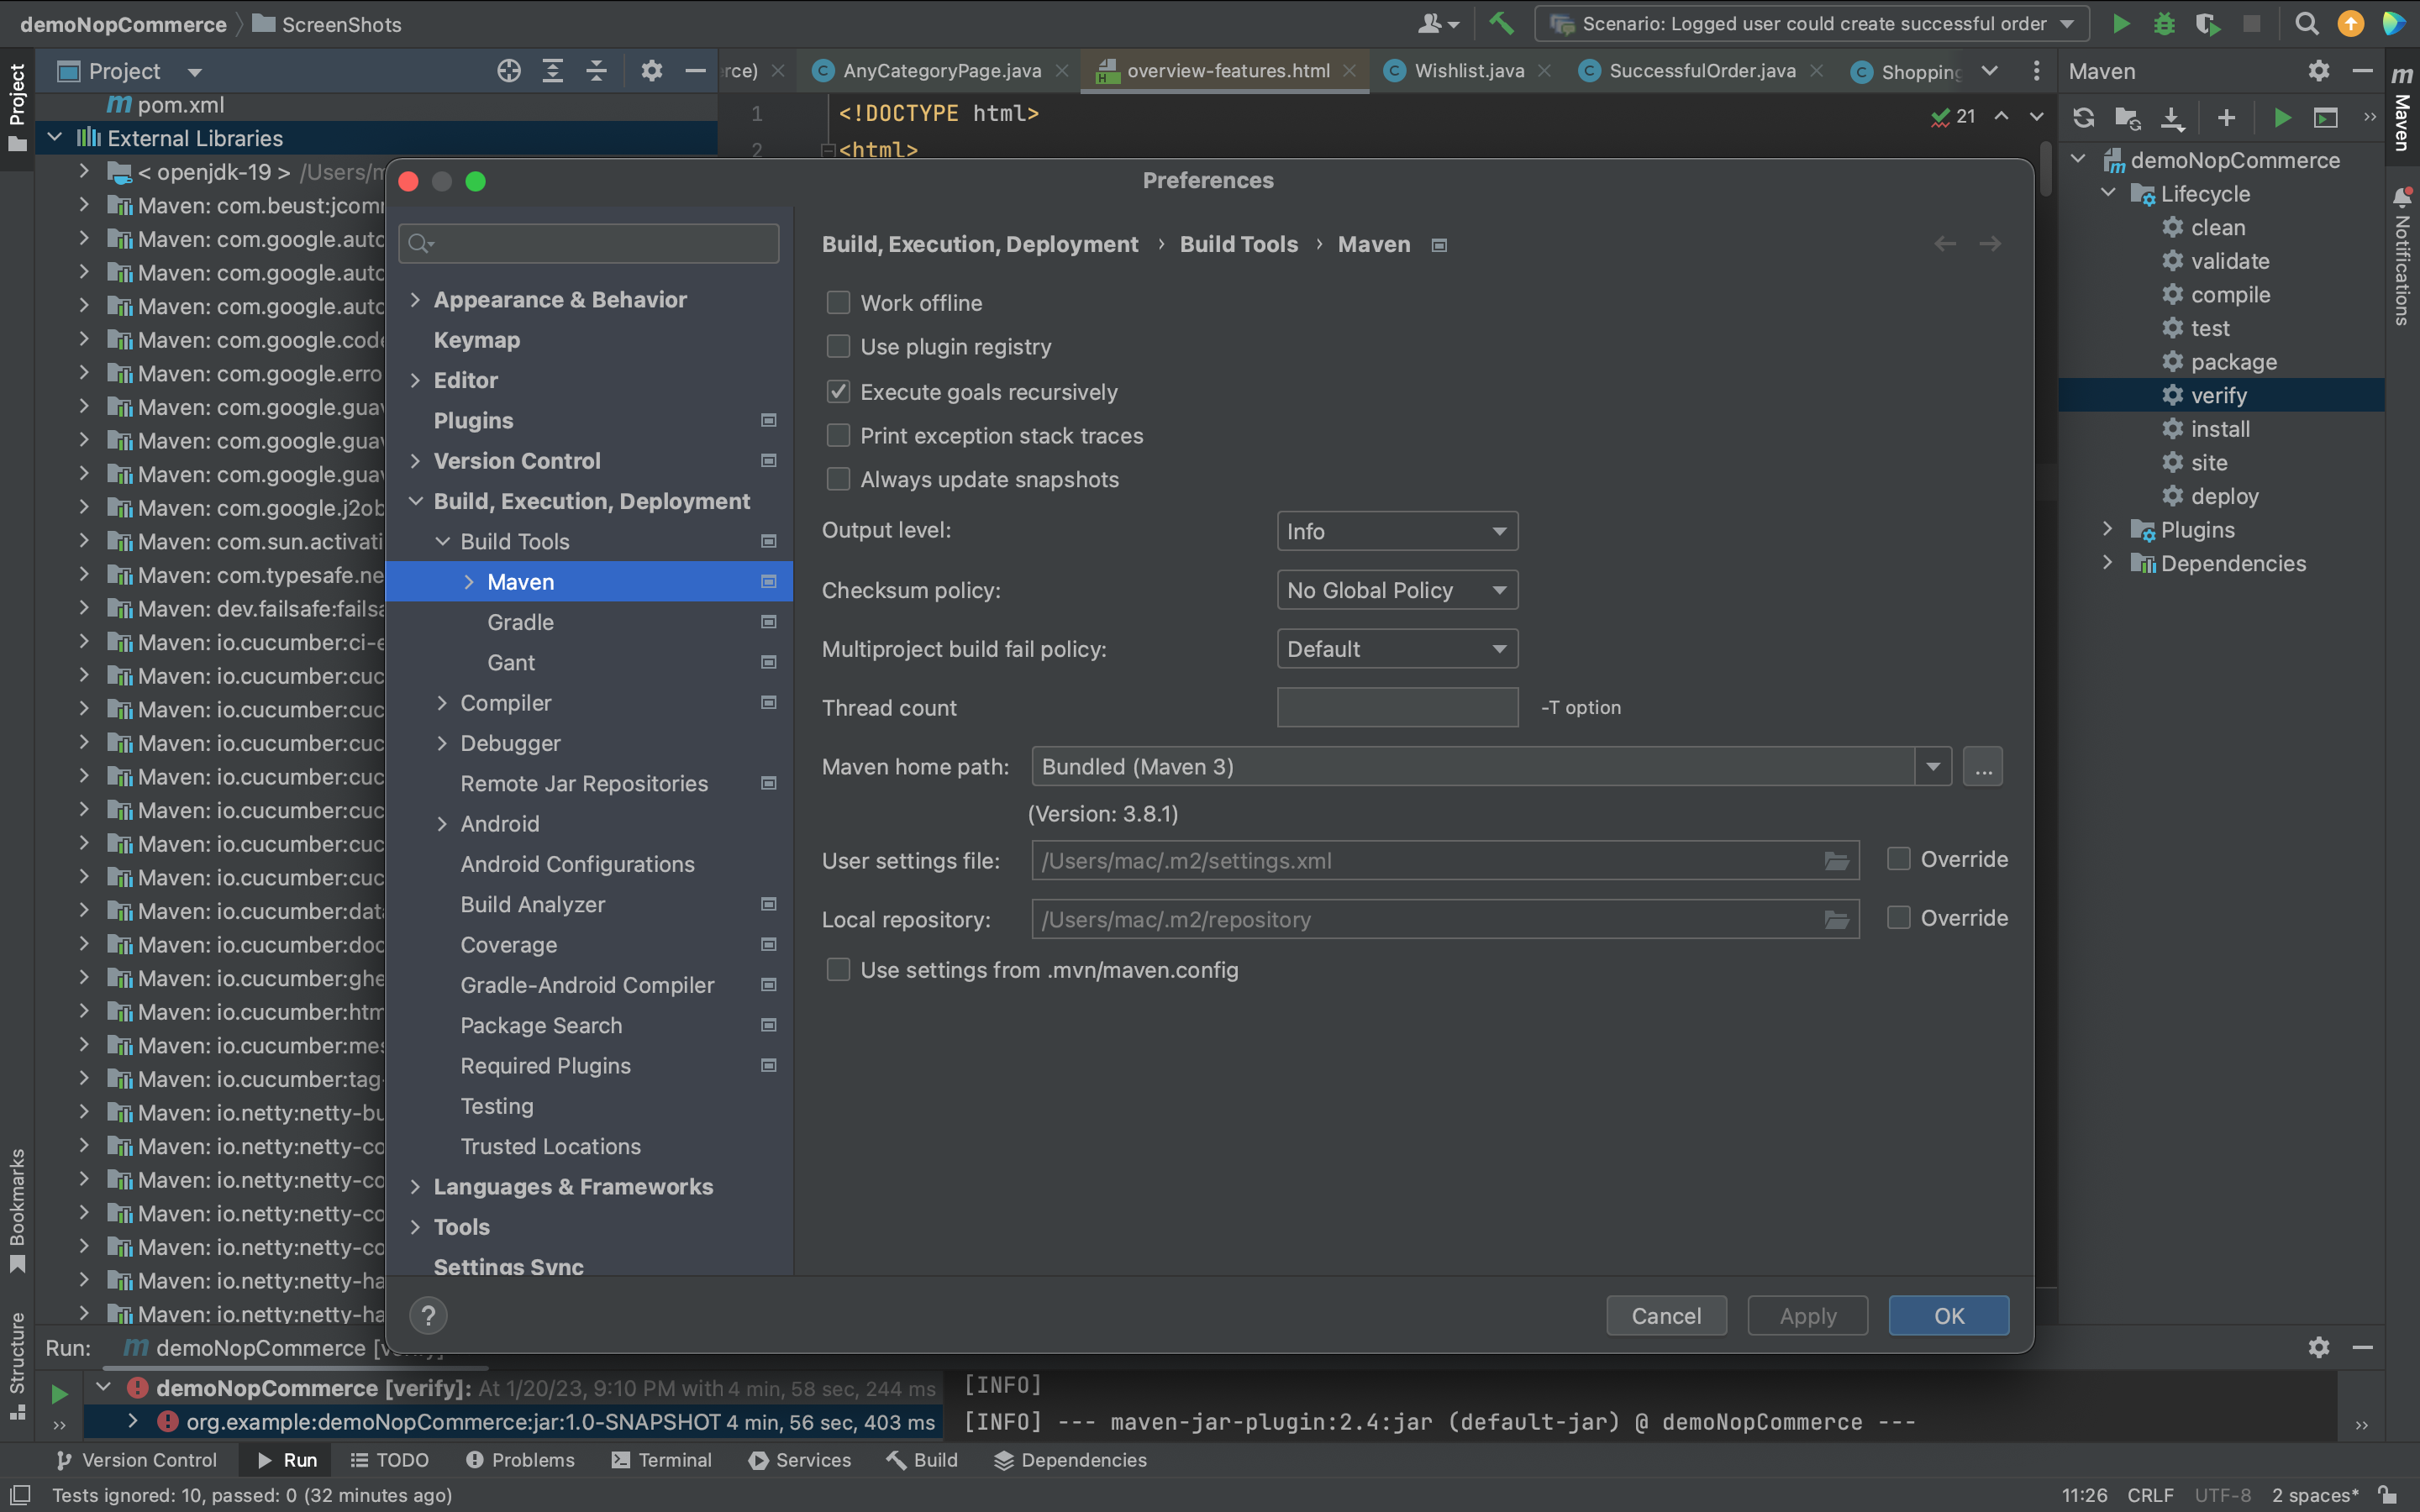 demoNopCommerce
ScreenShots
Scenario: Logged user could create successful order
Project
rce)
AnyCategoryPage.java
overview-features.html
Wishlist.java
SuccessfulOrder.java
Shopping
Maven
Project
pom.xml
External Libraries
< openjdk-19 > /Users/m
Maven: com.beust:jcomm
Maven: com.google.auto
Maven: com.google.auto
Maven: com.google.auto
Maven: com.google.code
Maven: com.google.erro
Maven: com.google.guav
Maven: com.google.guav
Maven: com.google.guav
Maven: com.google.j2ob
Maven: com.sun.activati
Maven: com.typesafe.ne
Maven: dev.failsafe:failsa
Maven: io.cucumber:ci-e
Maven: io.cucumber:cuc
Maven: io.cucumber:cuc
Maven: io.cucumber:cuc
Maven: io.cucumber:cuc
Maven: io.cucumber:cuc
Maven: io.cucumber:cuc
Maven: io.cucumber:cuc
Maven: io.cucumber:data
Maven: io.cucumber:doc
Maven: io.cucumber:ghe
Maven: io.cucumber:htm
Maven: io.cucumber:mes
Maven: io.cucumber:tag-
Maven: io.netty:netty-bu
Maven: io.netty:netty-co
Maven: io.netty:netty-co
Maven: io.netty:netty-co
Maven: io.netty:netty-co
Maven: io.netty:netty-ha
Maven: io.netty:netty-ha
Bookmarks
Structure
1 <!DOCTYPE html>
2 <html>
21
Preferences
Appearance & Behavior
Keymap
Editor
Plugins
Version Control
Build, Execution, Deployment
Build Tools
Maven
Gradle
Gant
Compiler
Debugger
Remote Jar Repositories
Android
Android Configurations
Build Analyzer
Coverage
Gradle-Android Compiler
Package Search
Required Plugins
Testing
Trusted Locations
Languages & Frameworks
Tools
Settings Sync
Build, Execution, Deployment › Build Tools › Maven
Work offline
Use plugin registry
Execute goals recursively
Print exception stack traces
Always update snapshots
Output level: Info
Checksum policy: No Global Policy
Multiproject build fail policy: Default
Thread count -T option
Maven home path: Bundled (Maven 3) ...
(Version: 3.8.1)
User settings file: /Users/mac/.m2/settings.xml Override
Local repository: /Users/mac/.m2/repository Override
Use settings from .mvn/maven.config
?
Cancel
Apply
OK
demoNopCommerce
Lifecycle
clean
validate
compile
test
package
verify
install
site
deploy
Plugins
Dependencies
Maven
Notifications
Run: demoNopCommerce [verify]
demoNopCommerce [verify]: At 1/20/23, 9:10 PM with 4 min, 58 sec, 244 ms
org.example:demoNopCommerce:jar:1.0-SNAPSHOT 4 min, 56 sec, 403 ms
[INFO]
[INFO] --- maven-jar-plugin:2.4:jar (default-jar) @ demoNopCommerce ---
Version Control
Run
TODO
Problems
Terminal
Services
Build
Dependencies
Tests ignored: 10, passed: 0 (32 minutes ago)
11:26
CRLF
UTF-8
2 spaces*